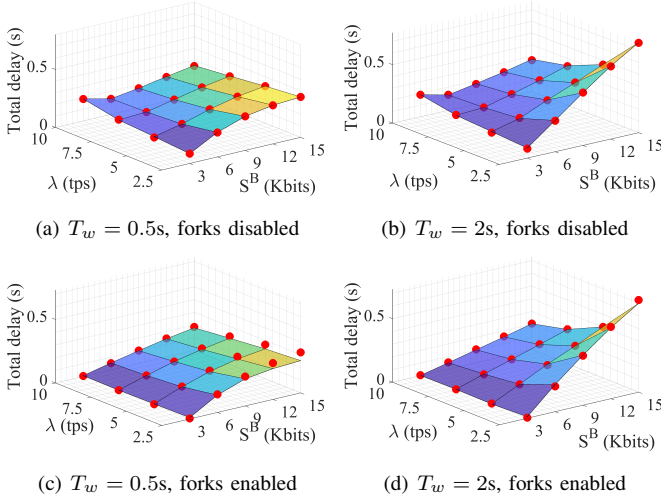 Total delay (s)
0.5
0
10
7.5
5
2.5
λ (tps)
3
6
9
12
15
S^B (Kbits)
(a) T_w = 0.5s, forks disabled
Total delay (s)
0.5
0
10
7.5
5
2.5
λ (tps)
3
6
9
12
15
S^B (Kbits)
(b) T_w = 2s, forks disabled
Total delay (s)
0.5
0
10
7.5
5
2.5
λ (tps)
3
6
9
12
15
S^B (Kbits)
(c) T_w = 0.5s, forks enabled
Total delay (s)
0.5
0
10
7.5
5
2.5
λ (tps)
3
6
9
12
15
S^B (Kbits)
(d) T_w = 2s, forks enabled